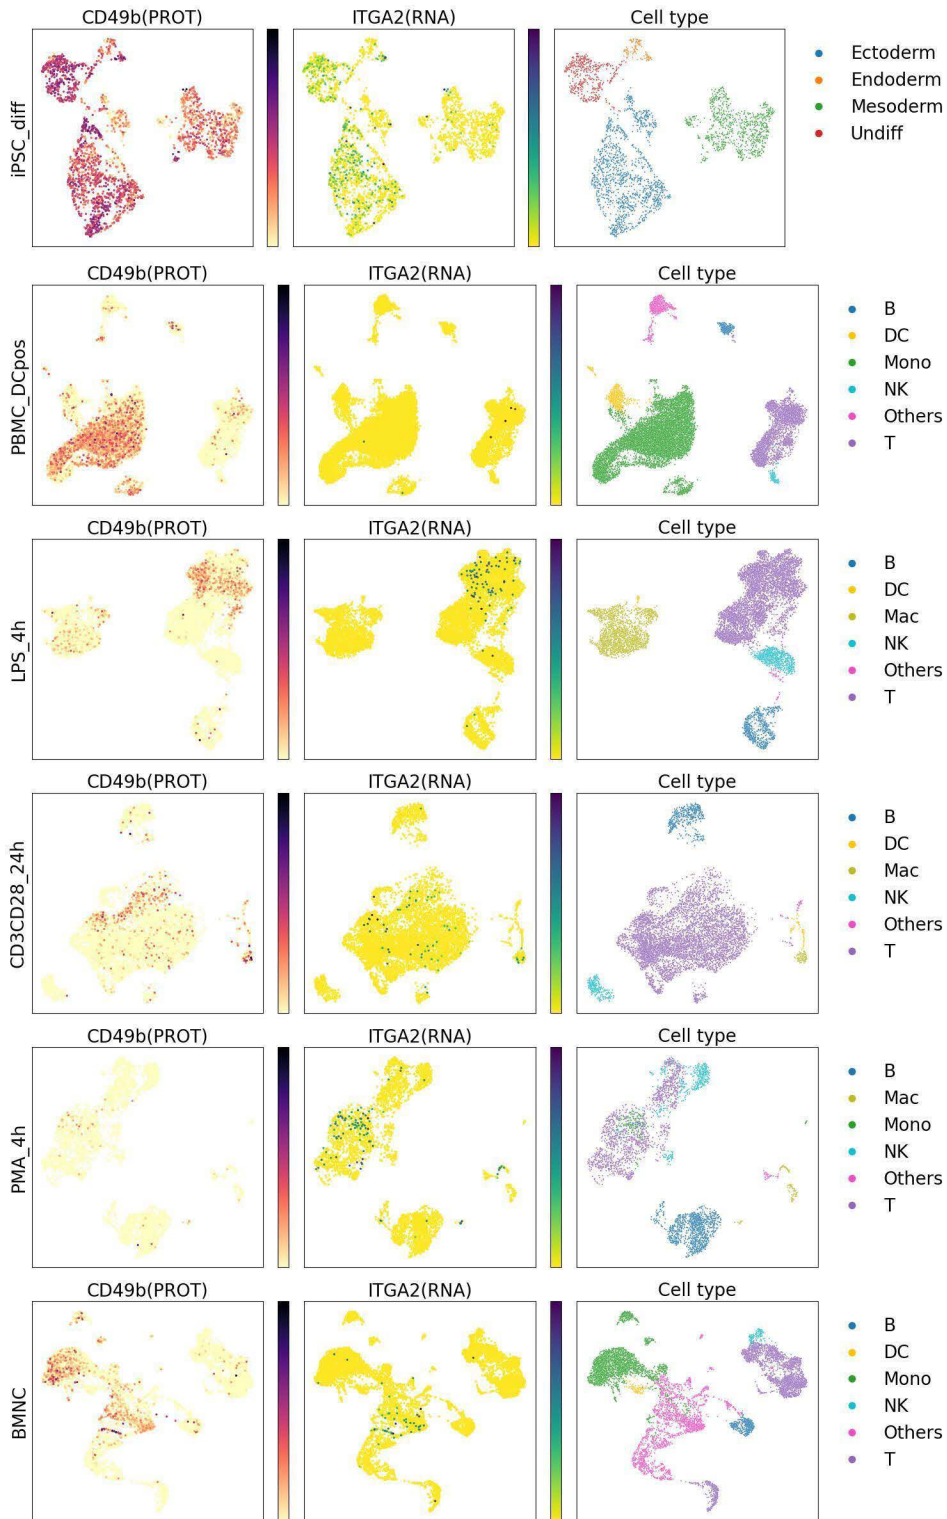 CD49b(PROT) ITGA2(RNA) Cell type
iPSC_diff
Ectoderm
Endoderm
Mesoderm
Undiff
CD49b(PROT) ITGA2(RNA) Cell type
PBMC_DCpos
B
DC
Mono
NK
Others
T
CD49b(PROT) ITGA2(RNA) Cell type
LPS_4h
B
DC
Mac
NK
Others
T
CD49b(PROT) ITGA2(RNA) Cell type
CD3CD28_24h
B
DC
Mac
NK
Others
T
CD49b(PROT) ITGA2(RNA) Cell type
PMA_4h
B
Mac
Mono
NK
Others
T
CD49b(PROT) ITGA2(RNA) Cell type
BMNC
B
DC
Mono
NK
Others
T